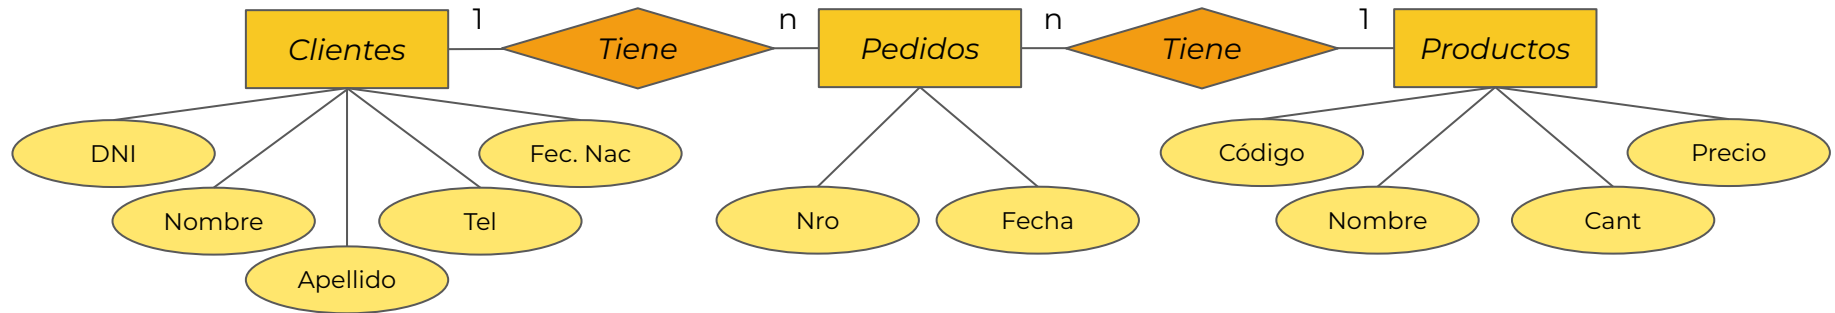 Clientes
1
Tiene
n
Pedidos
n
Tiene
1
Productos
DNI
Nombre
Apellido
Tel
Fec. Nac
Nro
Fecha
Código
Nombre
Cant
Precio